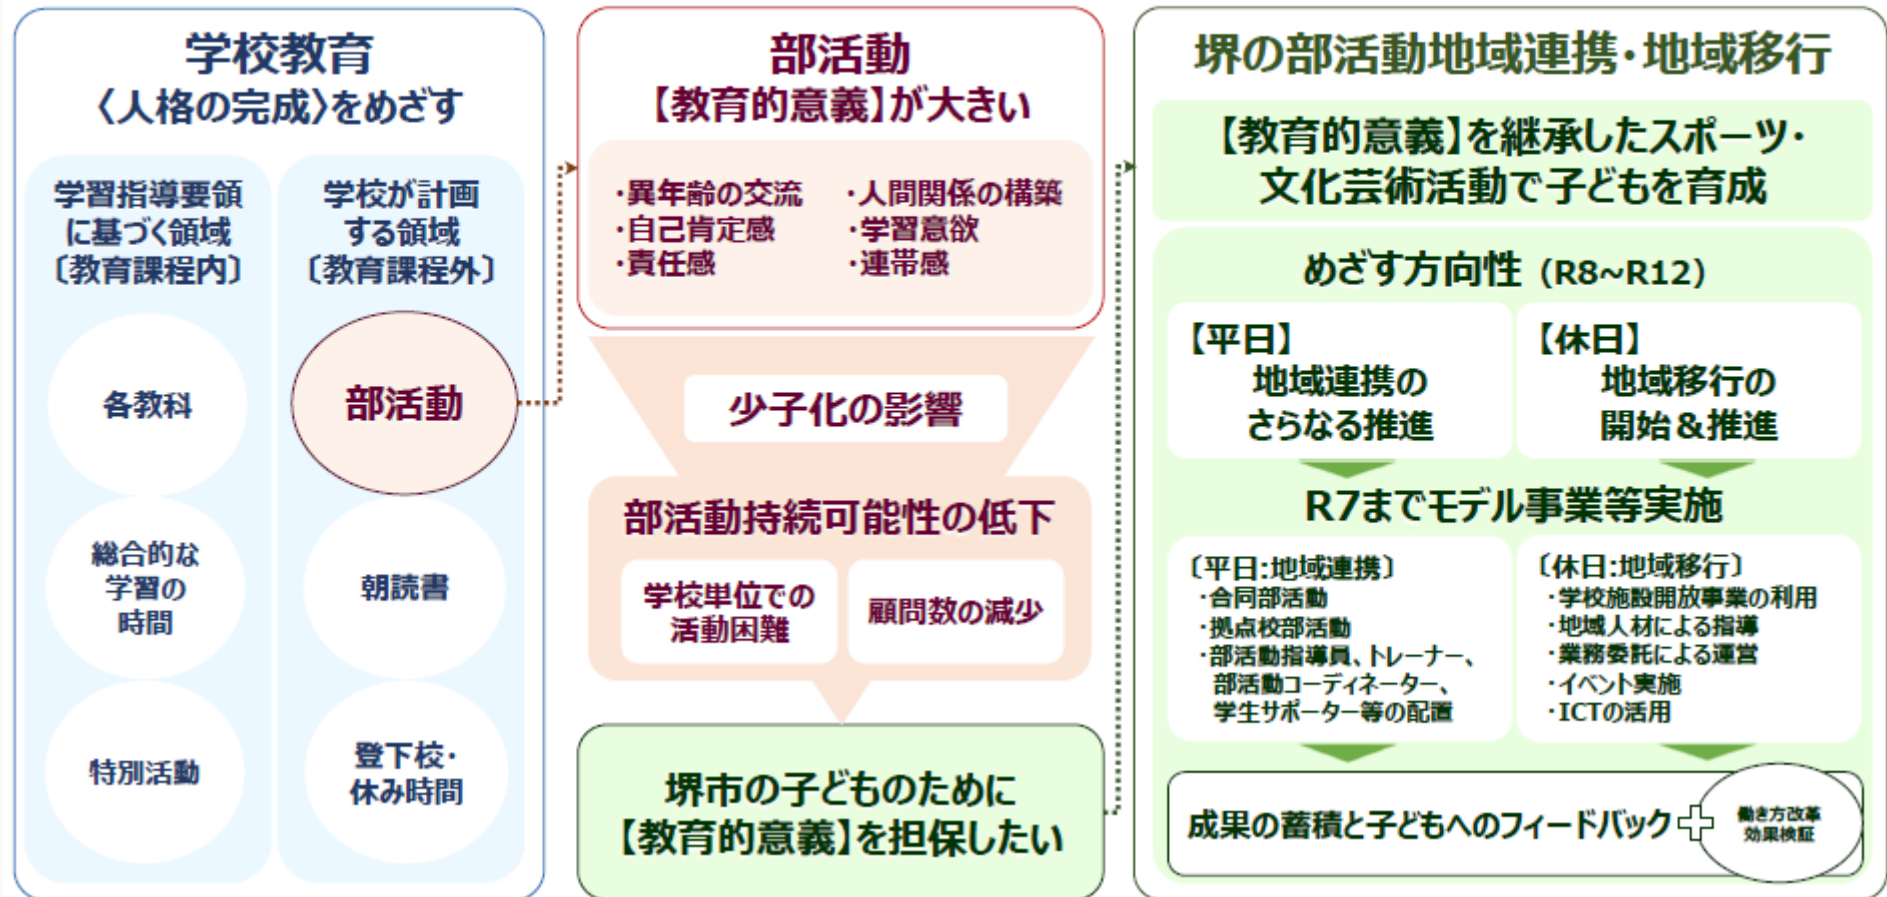 学校教育
〈人格の完成〉をめざす
学習指導要領
に基づく領域
〔教育課程内〕
各教科
総合的な
学習の
時間
特別活動
学校が計画
する領域
〔教育課程外〕
部活動
朝読書
登下校・
休み時間
部活動
【教育的意義】が大きい
・異年齢の交流
・自己肯定感
・責任感
・人間関係の構築
・学習意欲
・連帯感
少子化の影響
部活動持続可能性の低下
学校単位での
活動困難
顧問数の減少
堺市の子どものために
【教育的意義】を担保したい
堺の部活動地域連携・地域移行
【教育的意義】を継承したスポーツ・
文化芸術活動で子どもを育成
めざす方向性 (R8~R12)
【平日】
地域連携の
さらなる推進
【休日】
地域移行の
開始&推進
R7までモデル事業等実施
〔平日:地域連携〕
・合同部活動
・拠点校部活動
・部活動指導員、トレーナー、
部活動コーディネーター、
学生サポーター等の配置
〔休日:地域移行〕
・学校施設開放事業の利用
・地域人材による指導
・業務委託による運営
・イベント実施
・ICTの活用
成果の蓄積と子どもへのフィードバック
働き方改革
効果検証